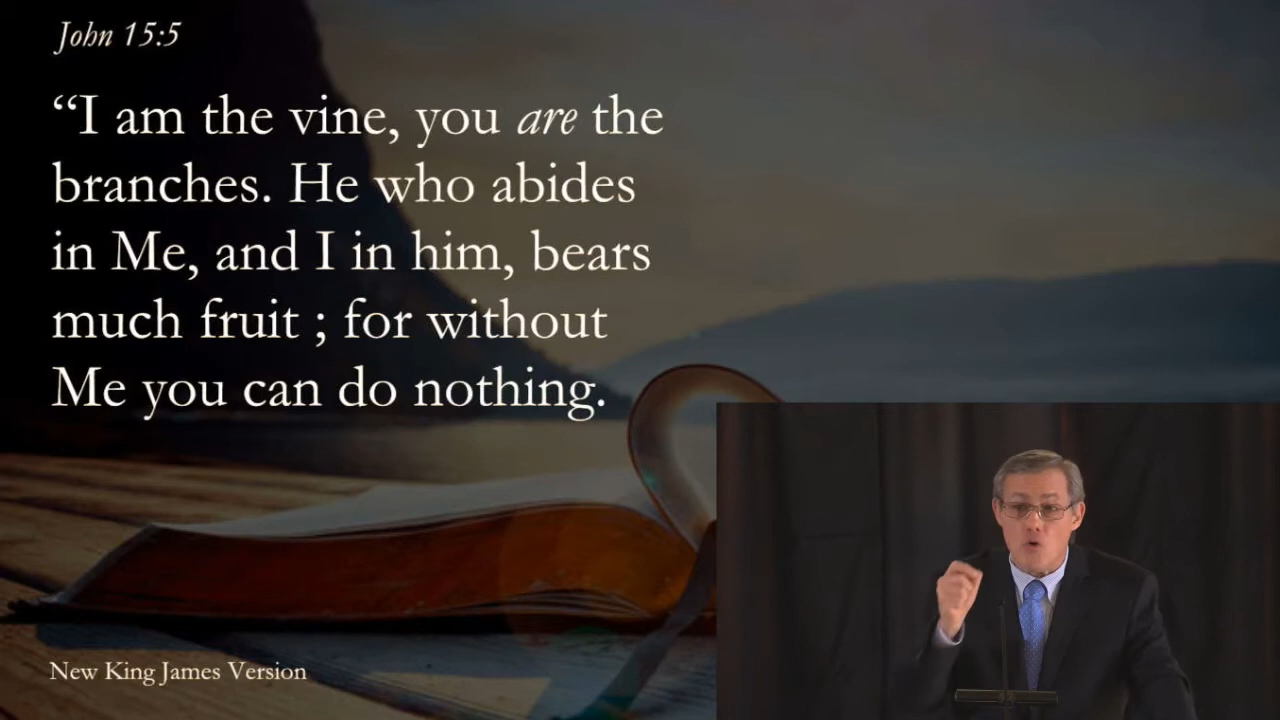 John 15:5
“I am the vine, you are the
branches. He who abides
in Me, and I in him, bears
much fruit ; for without
Me you can do nothing.
New King James Version